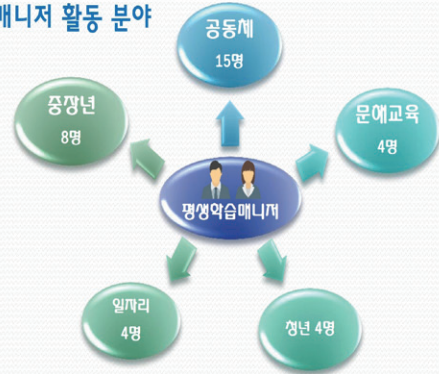 매니저 활동 분야
공동체
15명
중장년
8명
문해교육
4명
평생학습매니저
일자리
4명
청년 4명